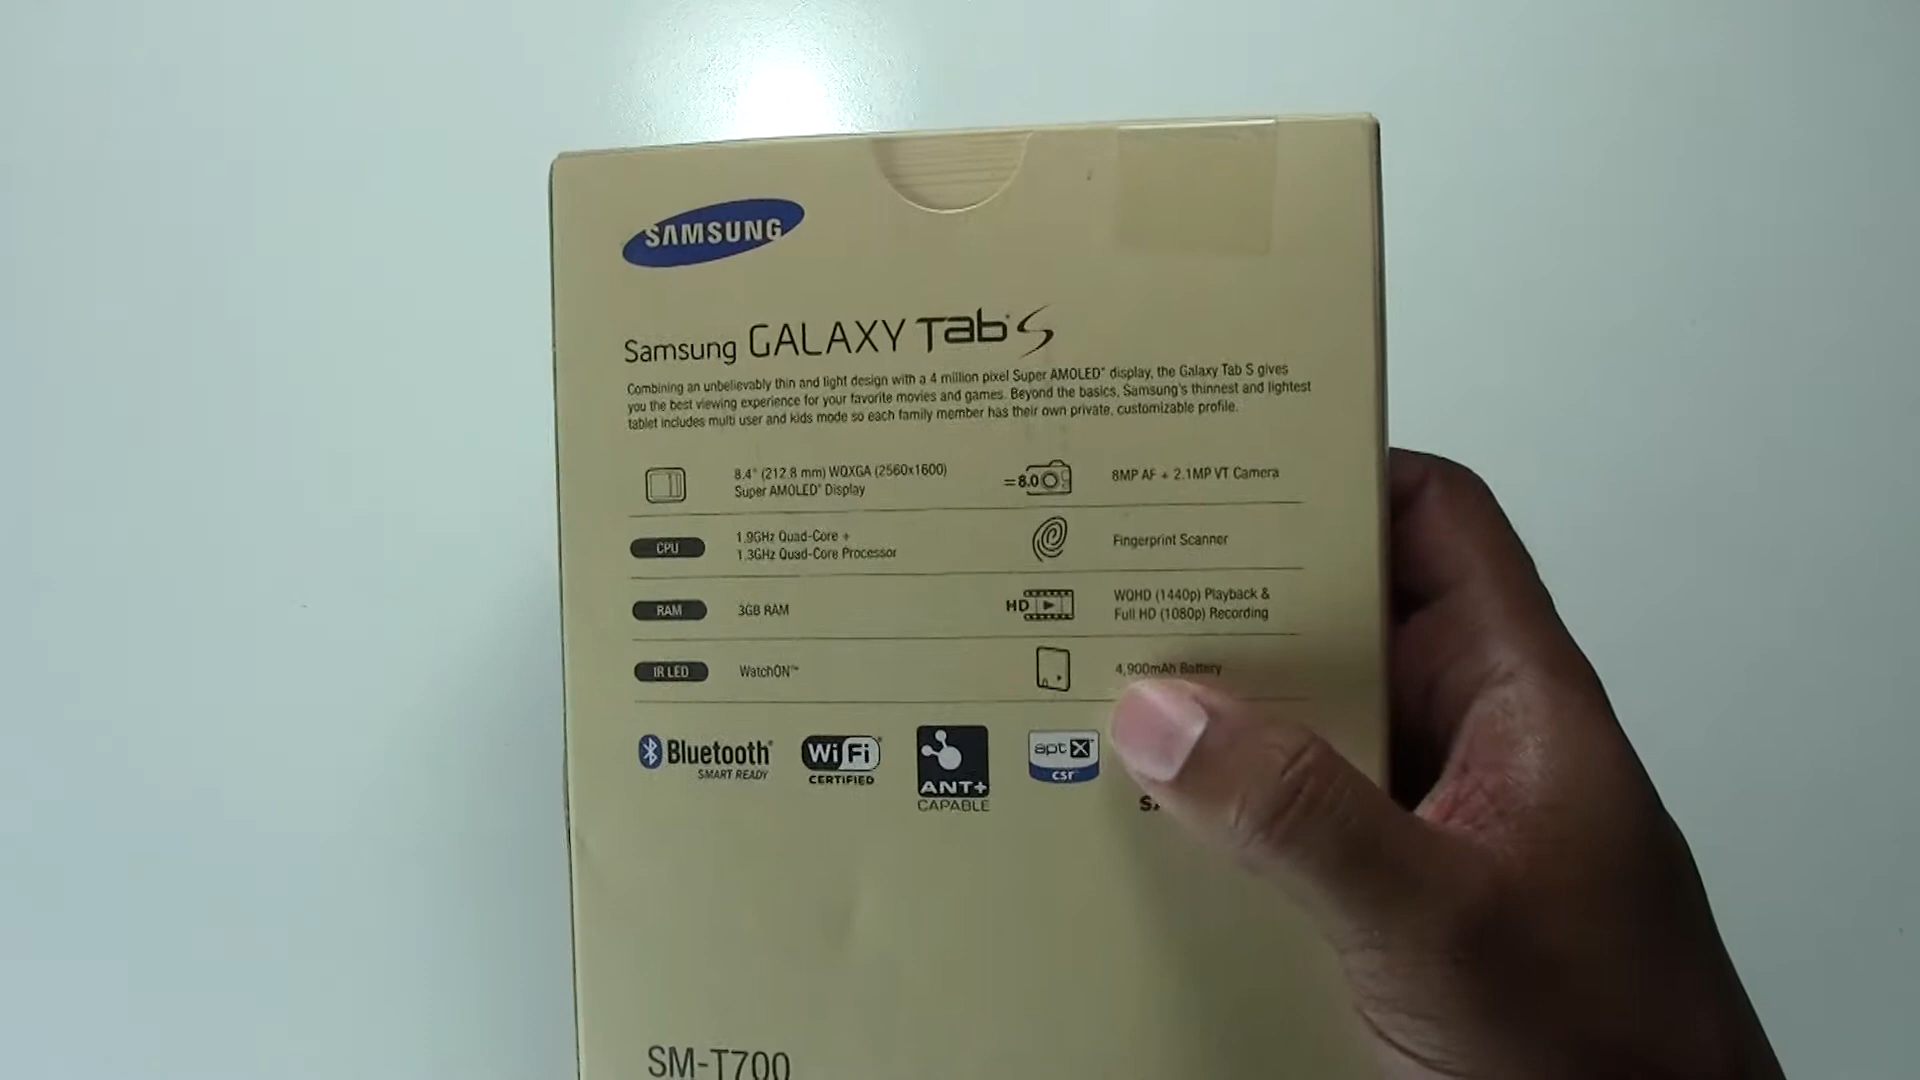 SAMSUNG
Samsung GALAXY Tab S
Combining an unbelievably thin and light design with a 4 million pixel Super AMOLED® display, the Galaxy Tab S gives
you the best viewing experience for your favorite movies and games. Beyond the basics, Samsung's thinnest and lightest
tablet includes multi user and kids mode so each family member has their own private, customizable profile.
8.4" (212.8 mm) WQXGA (2560x1600)
Super AMOLED® Display
=8.0
8MP AF + 2.1MP VT Camera
CPU
1.9GHz Quad-Core +
1.3GHz Quad-Core Processor
Fingerprint Scanner
RAM
3GB RAM
HD
WQHD (1440p) Playback &
Full HD (1080p) Recording
IR LED
WatchON™
4,900mAh Battery
Bluetooth®
SMART READY
Wi Fi
CERTIFIED
ANT+
CAPABLE
aptX
CSR
SM-T700